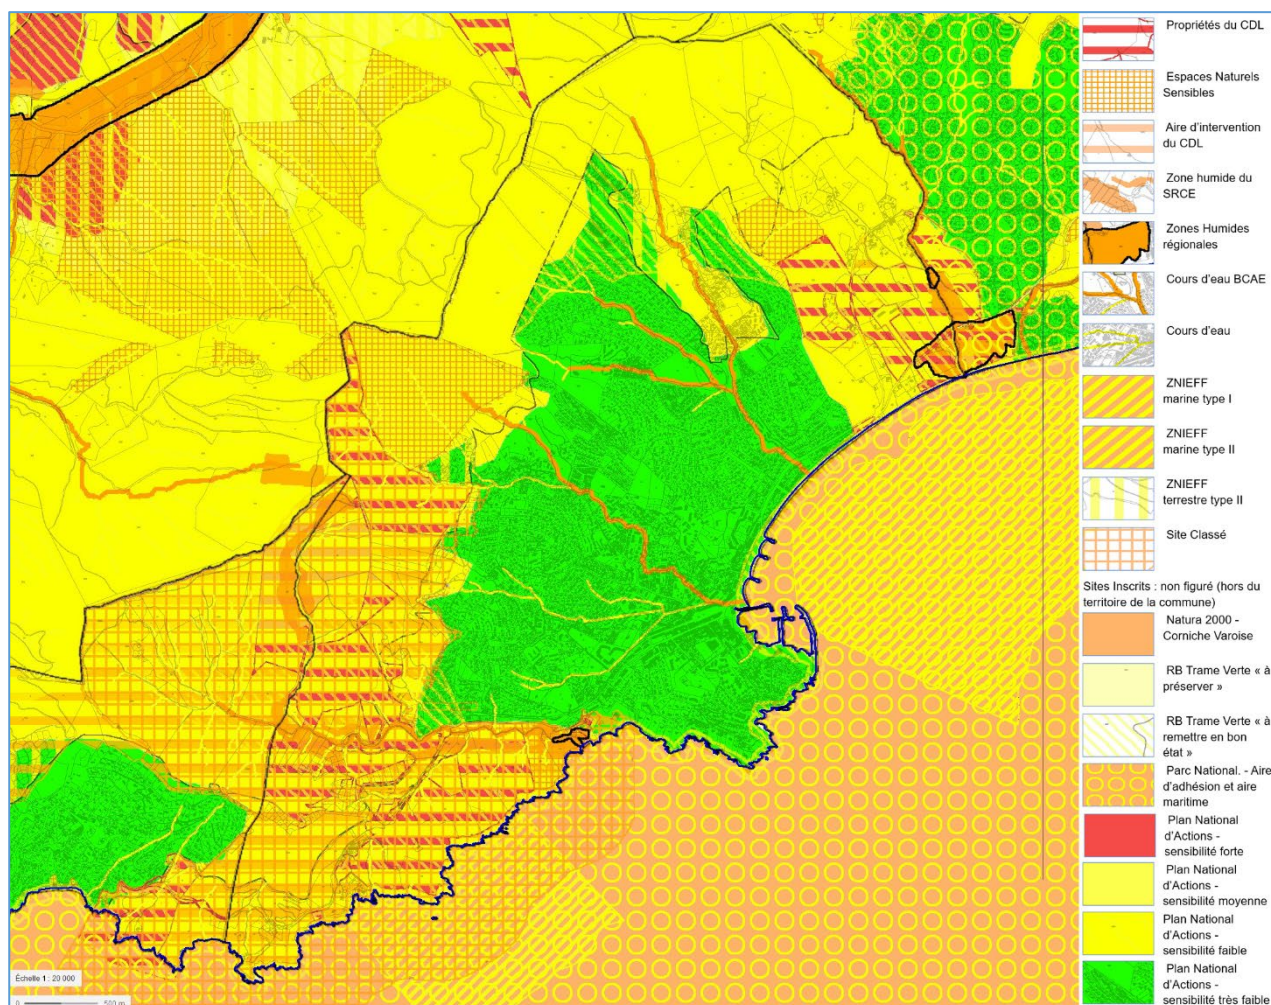 Propriétés du CDL
Espaces Naturels
Sensibles
Aire d'intervention
du CDL
Zone humide du
SRCE
Zones Humides
régionales
Cours d'eau BCAE
Cours d'eau
ZNIEFF
marine type I
ZNIEFF
marine type II
ZNIEFF
terrestre type II
Site Classé
Sites Inscrits : non figuré (hors du
territoire de la commune)
Natura 2000 -
Corniche Varoise
RB Trame Verte « à
préserver »
RB Trame Verte « à
remettre en bon
état »
Parc National. - Aire
d'adhésion et aire
maritime
Plan National
d'Actions -
sensibilité forte
Plan National
d'Actions -
sensibilité moyenne
Plan National
d'Actions -
sensibilité faible
Plan National
d'Actions -
sensibilité très faible
Échelle 1 : 20 000
0 500 m